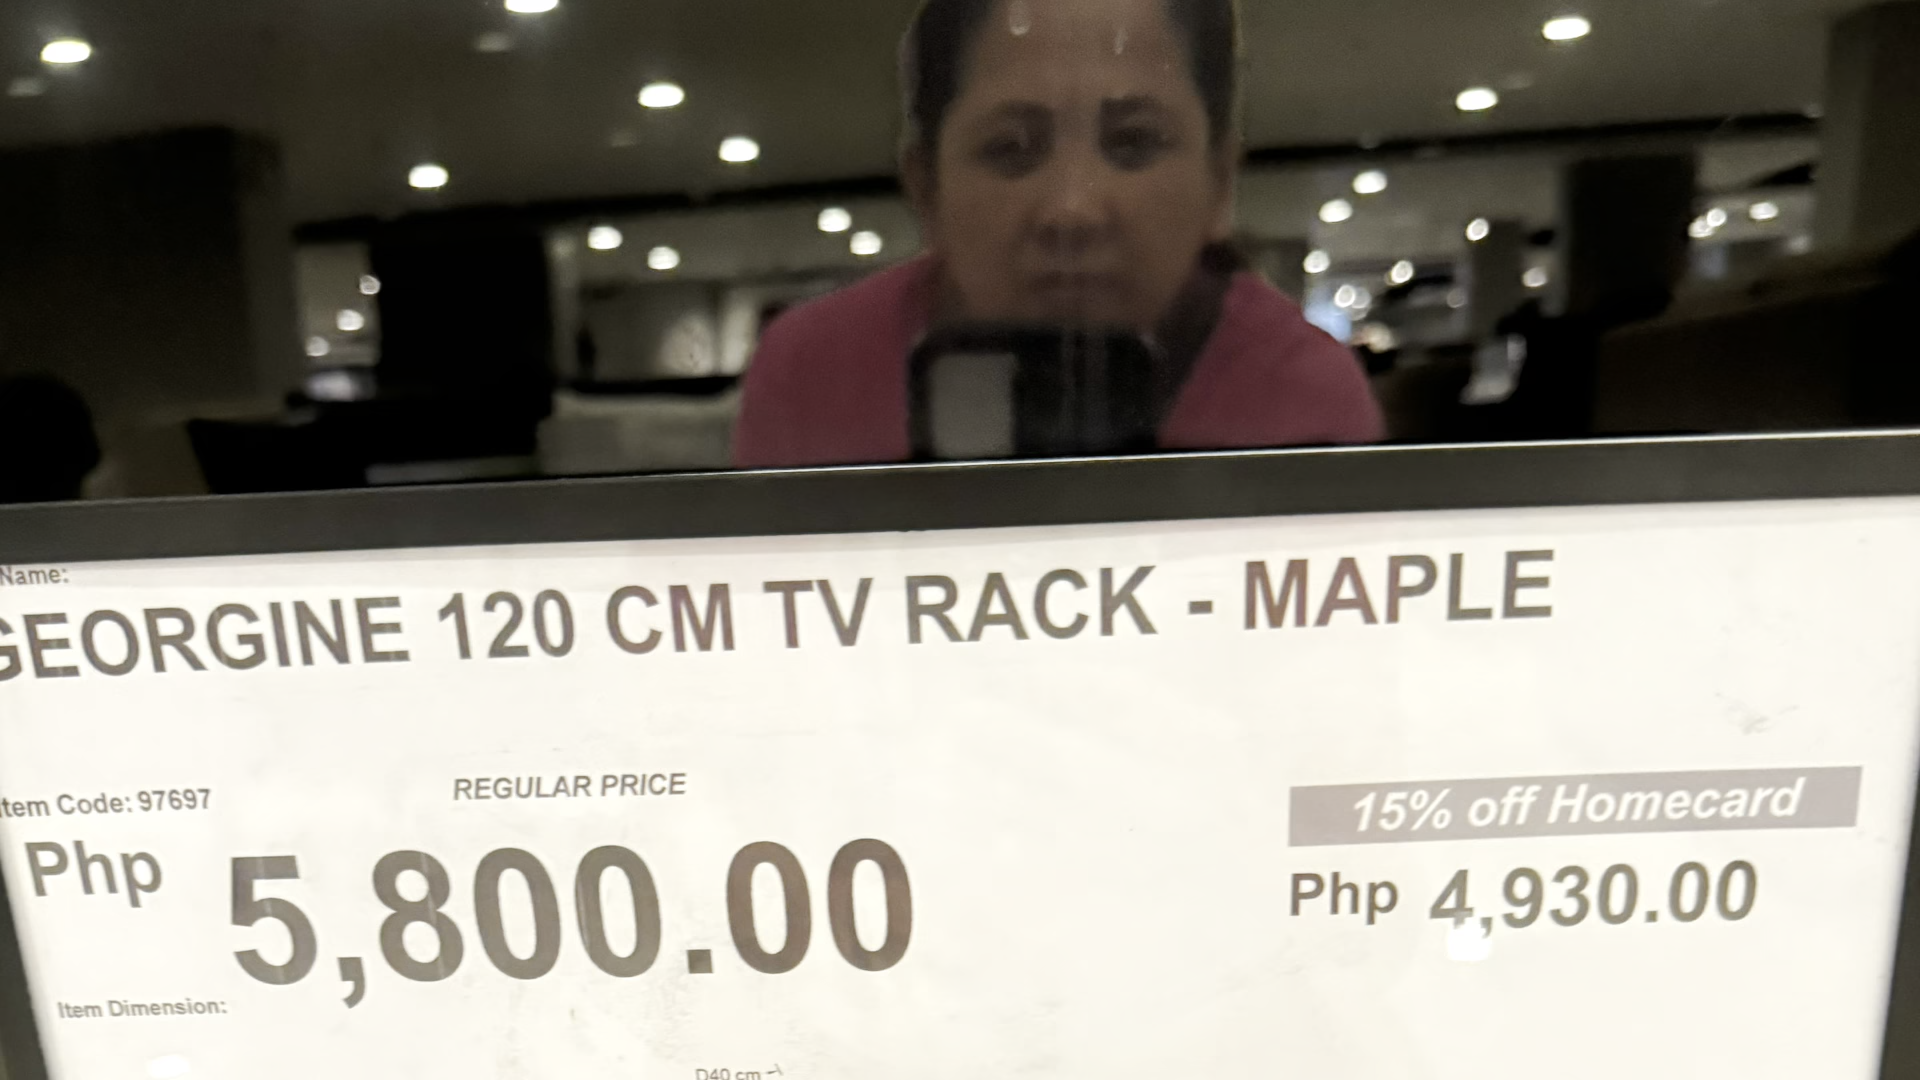 Name:
GEORGINE 120 CM TV RACK - MAPLE
Item Code: 97697
REGULAR PRICE
Php 5,800.00
15% off Homecard
Php 4,930.00
Item Dimension:
D40 cm